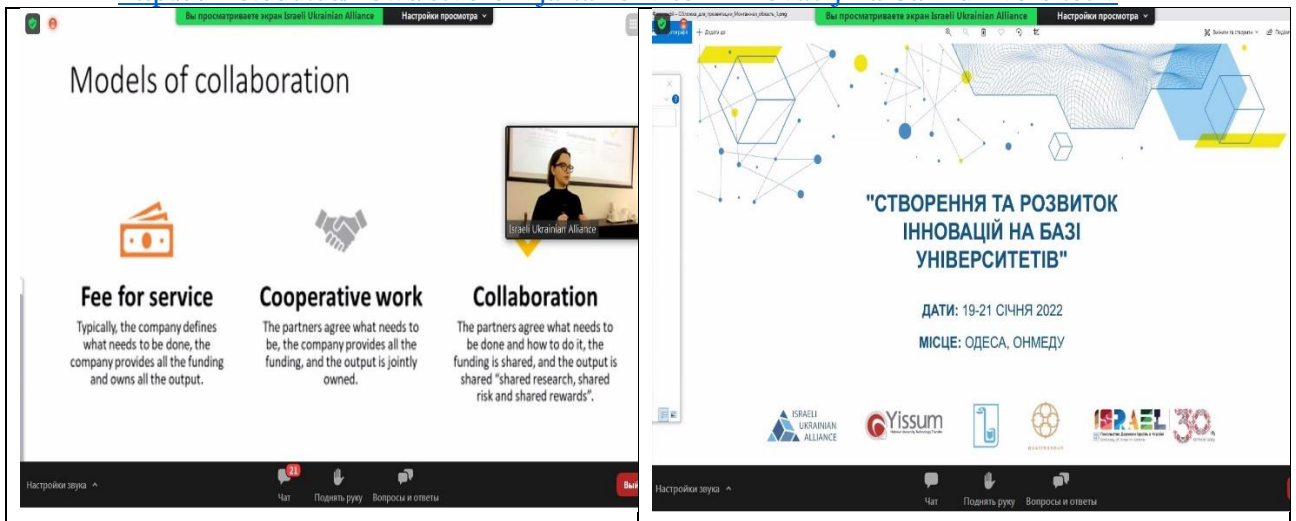 Вы просматриваете экран Israeli Ukrainian Alliance
Настройки просмотра
Models of collaboration
Israeli Ukrainian Alliance
Fee for service
Typically, the company defines
what needs to be done, the
company provides all the funding
and owns all the output.
Cooperative work
The partners agree what needs to
be, the company provides all the
funding, and the output is jointly
owned.
Collaboration
The partners agree what needs to
be done and how to do it, the
funding is shared, and the output is
shared "shared research, shared
risk and shared rewards".
Настройки звука
21
Чат
Поднять руку
Вопросы и ответы
Вый
Вы просматриваете экран Israeli Ukrainian Alliance
Настройки просмотра
+ Додати до
Змінити та створити
"СТВОРЕННЯ ТА РОЗВИТОК
ІННОВАЦІЙ НА БАЗІ
УНІВЕРСИТЕТІВ"
ДАТИ: 19-21 СІЧНЯ 2022
МІСЦЕ: ОДЕСА, ОНМЕДУ
ISRAELI
UKRAINIAN
ALLIANCE
Yissum
ISRAEL
30
Настройки звука
Чат
Поднять руку
Вопросы и ответы